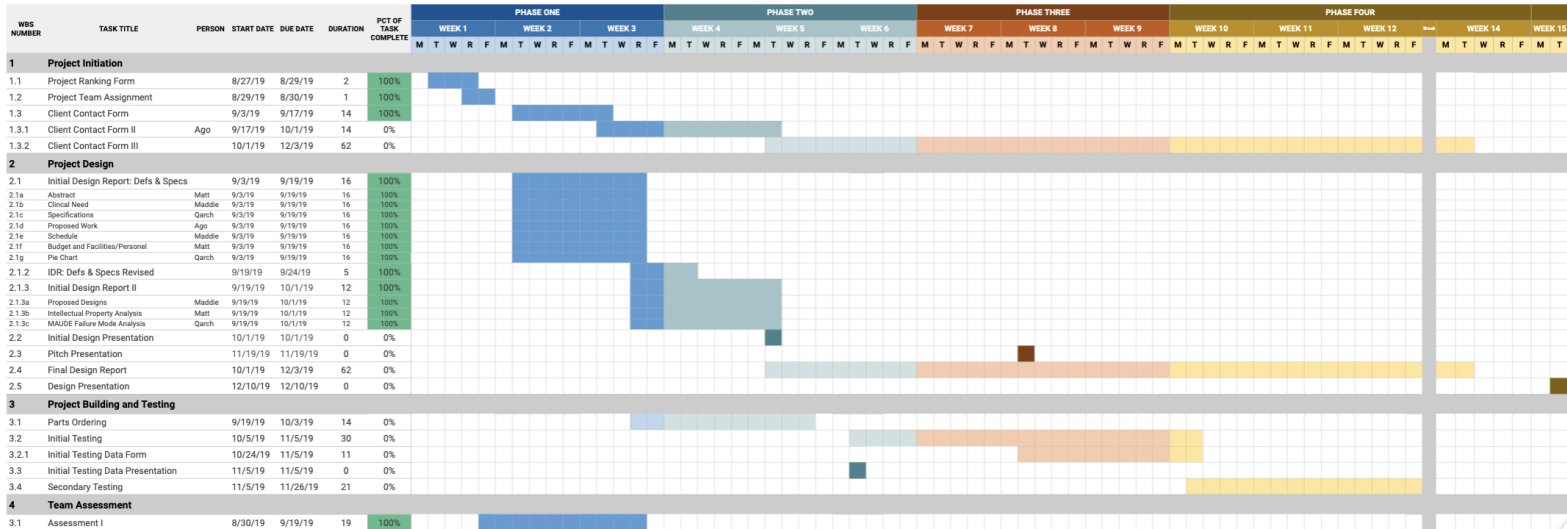 PHASE ONE PHASE TWO PHASE THREE PHASE FOUR
WBS NUMBER TASK TITLE PERSON START DATE DUE DATE DURATION PCT OF TASK COMPLETE WEEK 1 WEEK 2 WEEK 3 WEEK 4 WEEK 5 WEEK 6 WEEK 7 WEEK 8 WEEK 9 WEEK 10 WEEK 11 WEEK 12 Break WEEK 14 WEEK 15
M T W R F M T W R F M T W R F M T W R F M T W R F M T W R F M T W R F M T W R F M T W R F M T W R F M T W R F M T W R F M T W R F M T
1 Project Initiation
1.1 Project Ranking Form 8/27/19 8/29/19 2 100%
1.2 Project Team Assignment 8/29/19 8/30/19 1 100%
1.3 Client Contact Form 9/3/19 9/17/19 14 100%
1.3.1 Client Contact Form II Ago 9/17/19 10/1/19 14 0%
1.3.2 Client Contact Form III 10/1/19 12/3/19 62 0%
2 Project Design
2.1 Initial Design Report: Defs & Specs 9/3/19 9/19/19 16 100%
2.1a Abstract Matt 9/3/19 9/19/19 16 100%
2.1b Clincal Need Maddie 9/3/19 9/19/19 16 100%
2.1c Specifications Qarch 9/3/19 9/19/19 16 100%
2.1d Proposed Work Ago 9/3/19 9/19/19 16 100%
2.1e Schedule Maddie 9/3/19 9/19/19 16 100%
2.1f Budget and Facilities/Personel Matt 9/3/19 9/19/19 16 100%
2.1g Pie Chart Qarch 9/3/19 9/19/19 16 100%
2.1.2 IDR: Defs & Specs Revised 9/19/19 9/24/19 5 100%
2.1.3 Initial Design Report II 9/19/19 10/1/19 12 100%
2.1.3a Proposed Designs Maddie 9/19/19 10/1/19 12 100%
2.1.3b Intellectual Property Analysis Matt 9/19/19 10/1/19 12 100%
2.1.3c MAUDE Failure Mode Analysis Qarch 9/19/19 10/1/19 12 100%
2.2 Initial Design Presentation 10/1/19 10/1/19 0 0%
2.3 Pitch Presentation 11/19/19 11/19/19 0 0%
2.4 Final Design Report 10/1/19 12/3/19 62 0%
2.5 Design Presentation 12/10/19 12/10/19 0 0%
3 Project Building and Testing
3.1 Parts Ordering 9/19/19 10/3/19 14 0%
3.2 Initial Testing 10/5/19 11/5/19 30 0%
3.2.1 Initial Testing Data Form 10/24/19 11/5/19 11 0%
3.3 Initial Testing Data Presentation 11/5/19 11/5/19 0 0%
3.4 Secondary Testing 11/5/19 11/26/19 21 0%
4 Team Assessment
3.1 Assessment I 8/30/19 9/19/19 19 100%